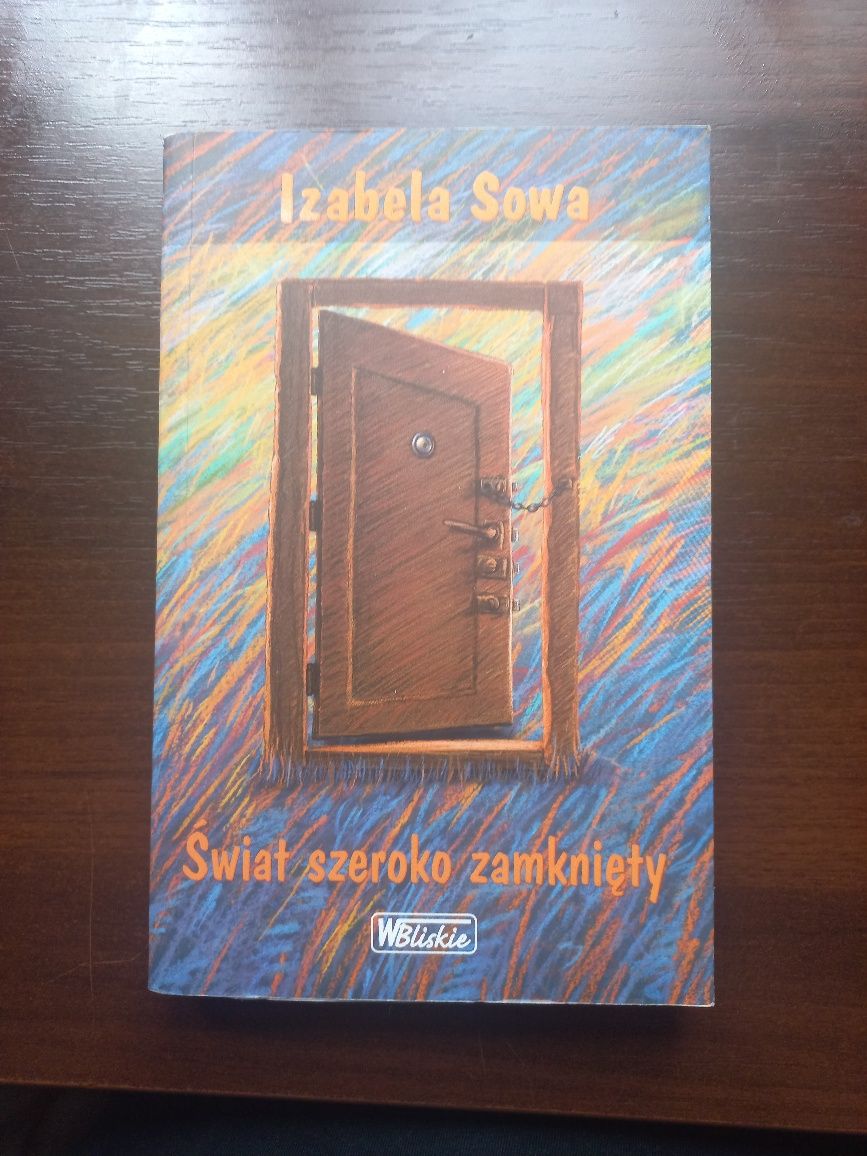 Izabela Sowa
Świat szeroko zamknięty
WBliskie